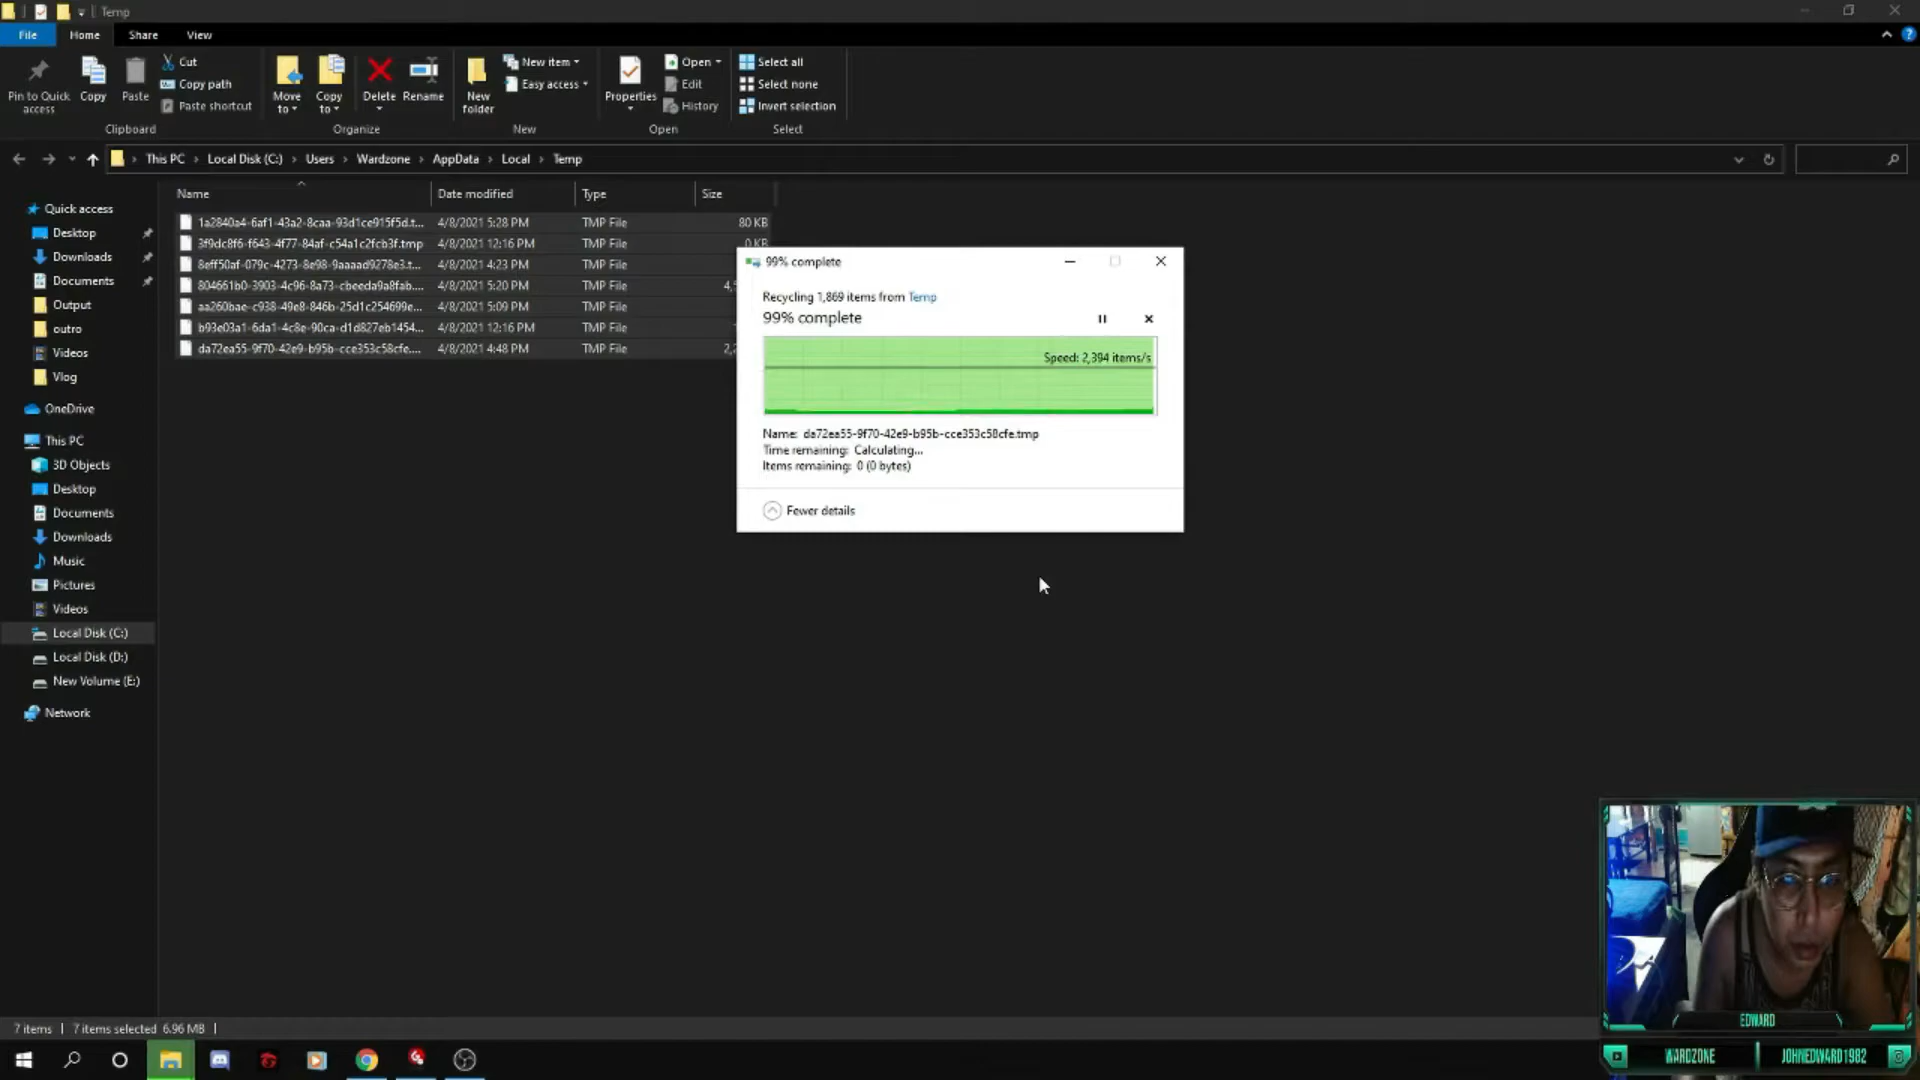 Temp
File Home Share View
Pin to Quick access
Copy
Paste
Cut
Copy path
Paste shortcut
Clipboard
Move to
Copy to
Delete
Rename
Organize
New folder
New item
Easy access
New
Properties
Open
Edit
History
Open
Select all
Select none
Invert selection
Select
This PC > Local Disk (C:) > Users > Wardzone > AppData > Local > Temp
Name Date modified Type Size
1a2840a4-6af1-43a2-8caa-93d1ce915f5d.t... 4/8/2021 5:28 PM TMP File 80 KB
3f9dc8f6-f643-4f77-84af-c54a1c2fcb3f.tmp 4/8/2021 12:16 PM TMP File 0 KB
8eff50af-079c-4273-8e98-9aaaad9278e3.t... 4/8/2021 4:23 PM TMP File
804661b0-3903-4c96-8a73-cbeeda9a8fab.... 4/8/2021 5:20 PM TMP File
aa260bae-c938-49e8-846b-25d1c254699e... 4/8/2021 5:09 PM TMP File
b93e03a1-6da1-4c8e-90ca-d1d827eb1454... 4/8/2021 12:16 PM TMP File
da72ea55-9f70-42e9-b95b-cce353c58cfe.... 4/8/2021 4:48 PM TMP File
Quick access
Desktop
Downloads
Documents
Output
outro
Videos
Vlog
OneDrive
This PC
3D Objects
Desktop
Documents
Downloads
Music
Pictures
Videos
Local Disk (C:)
Local Disk (D:)
New Volume (E:)
Network
99% complete
Recycling 1,869 items from Temp
99% complete
Speed: 2,394 items/s
Name: da72ea55-9f70-42e9-b95b-cce353c58cfe.tmp
Time remaining: Calculating...
Items remaining: 0 (0 bytes)
Fewer details
7 items 7 items selected 6.96 MB
EDWARD
WARDZONE JOHNEDWARD1982